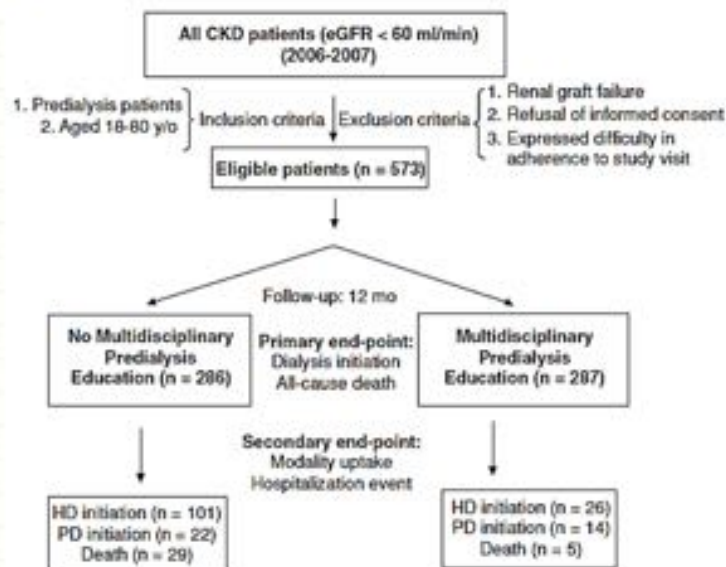 All CKD patients (eGFR < 60 ml/min)
(2006-2007)
1. Predialysis patients
2. Aged 18-80 y/o
Inclusion criteria
Exclusion criteria
1. Renal graft failure
2. Refusal of informed consent
3. Expressed difficulty in
adherence to study visit
Eligible patients (n = 573)
Follow-up: 12 mo
No Multidisciplinary
Predialysis
Education (n = 286)
Primary end-point:
Dialysis initiation
All-cause death
Multidisciplinary
Predialysis
Education (n = 287)
Secondary end-point:
Modality uptake
Hospitalization event
HD initiation (n = 101)
PD initiation (n = 22)
Death (n = 29)
HD initiation (n = 26)
PD initiation (n = 14)
Death (n = 5)